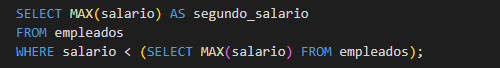 SELECT MAX(salario) AS segundo_salario
FROM empleados
WHERE salario < (SELECT MAX(salario) FROM empleados);